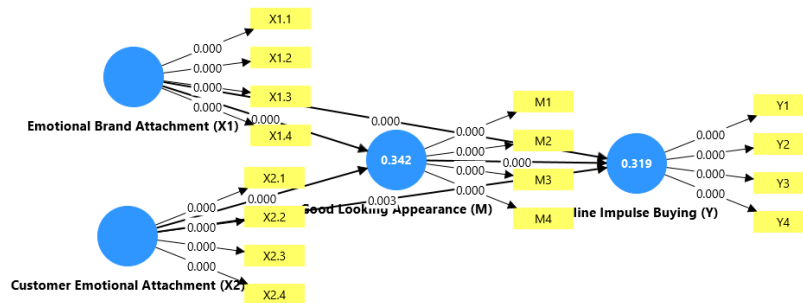 X1.1
0.000
X1.2
0.000
0.000
X1.3
0.000
0.000
0.000
X1.4
Emotional Brand Attachment (X1)
M1
0.000
M2
0.000
0.000
0.342
M3
0.000
0.000
M4
Good Looking Appearance (M)
Y1
0.000
Y2
0.000
0.319
0.000
Y3
0.000
Y4
line Impulse Buying (Y)
X2.1
0.000
0.003
0.000
X2.2
0.000
0.000
X2.3
0.000
X2.4
Customer Emotional Attachment (X2)